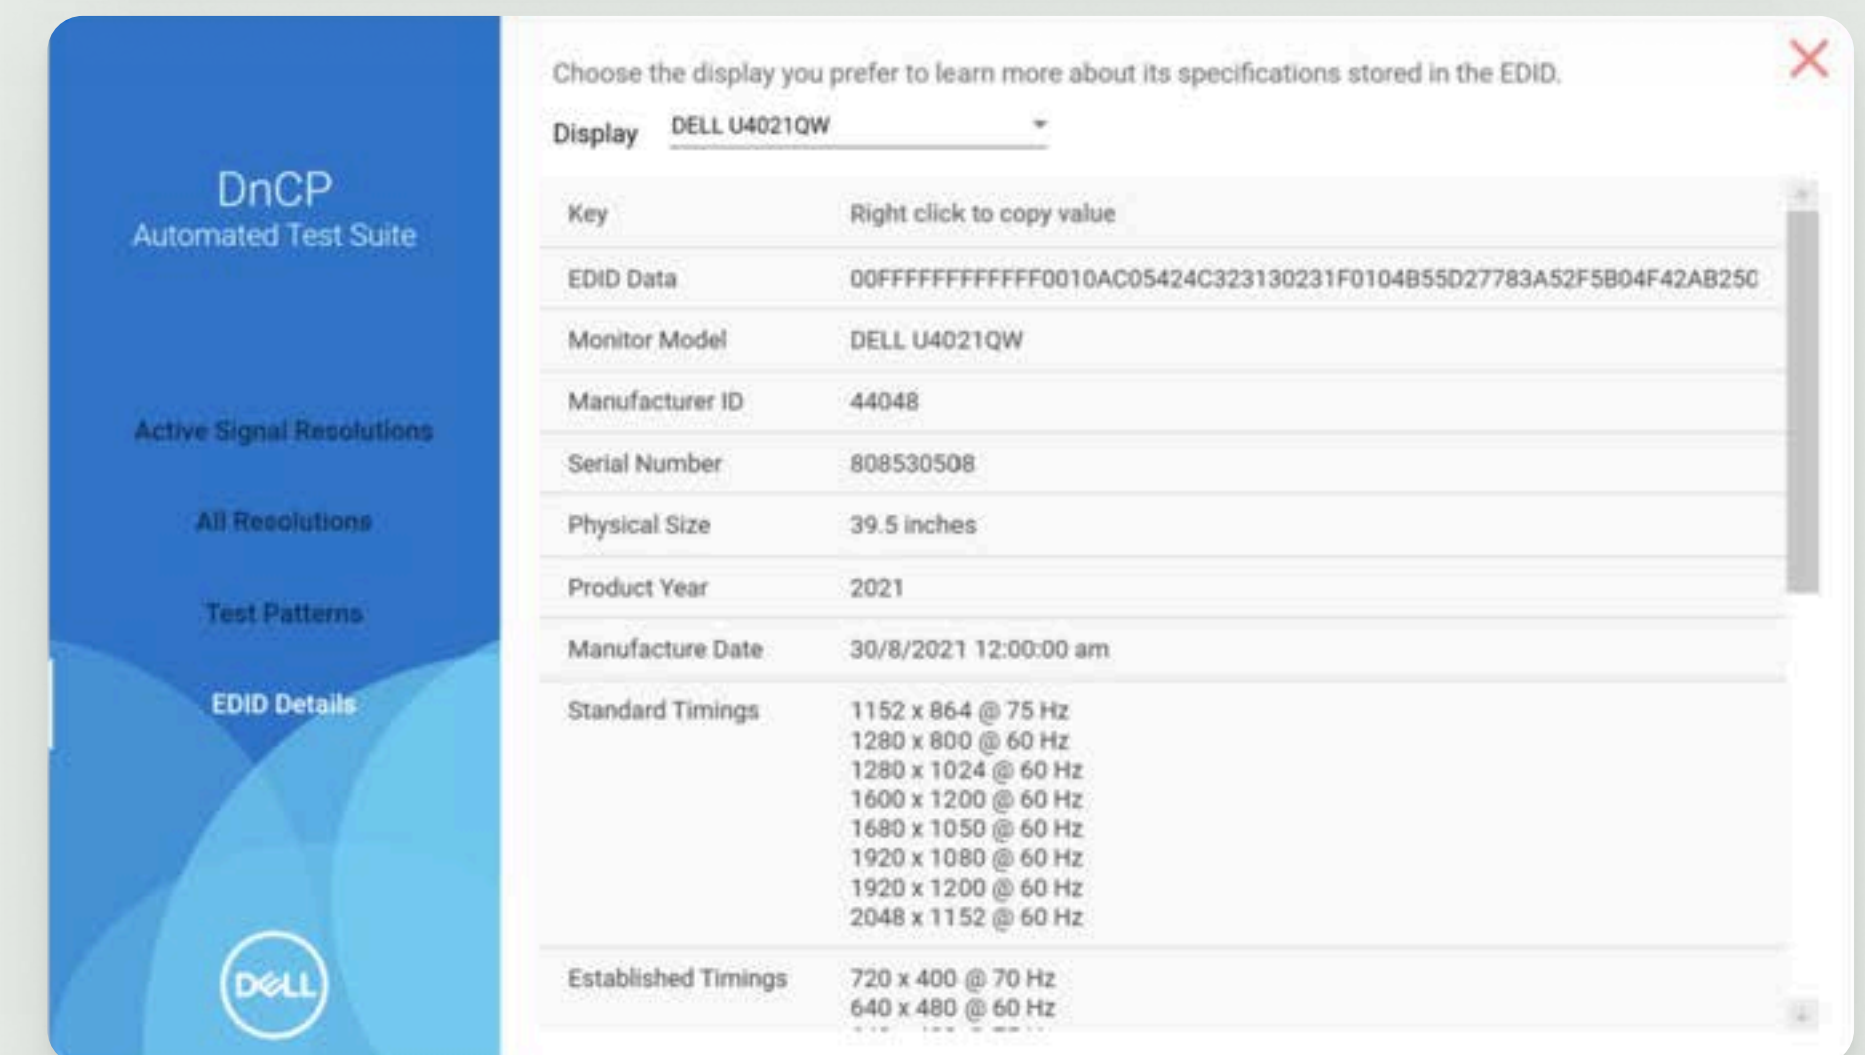 Choose the display you prefer to learn more about its specifications stored in the EDID.
Display DELL U4021QW
DnCP
Automated Test Suite
Active Signal Resolutions
All Resolutions
Test Patterns
EDID Details
DELL
Key Right click to copy value
EDID Data 00FFFFFFFFFFFF0010AC05424C323130231F0104B55D27783A52F5B04F42AB250
Monitor Model DELL U4021QW
Manufacturer ID 44048
Serial Number 808530508
Physical Size 39.5 inches
Product Year 2021
Manufacture Date 30/8/2021 12:00:00 am
Standard Timings 1152 x 864 @ 75 Hz
1280 x 800 @ 60 Hz
1280 x 1024 @ 60 Hz
1600 x 1200 @ 60 Hz
1680 x 1050 @ 60 Hz
1920 x 1080 @ 60 Hz
1920 x 1200 @ 60 Hz
2048 x 1152 @ 60 Hz
Established Timings 720 x 400 @ 70 Hz
640 x 480 @ 60 Hz